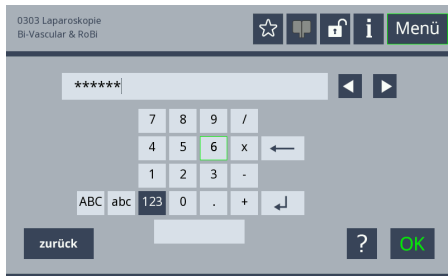 0303 Laparoskopie
Bi-Vascular & RoBi
i
Menü
******
7 8 9 /
4 5 6 x
1 2 3 -
ABC abc 123 0 . +
zurück
?
OK